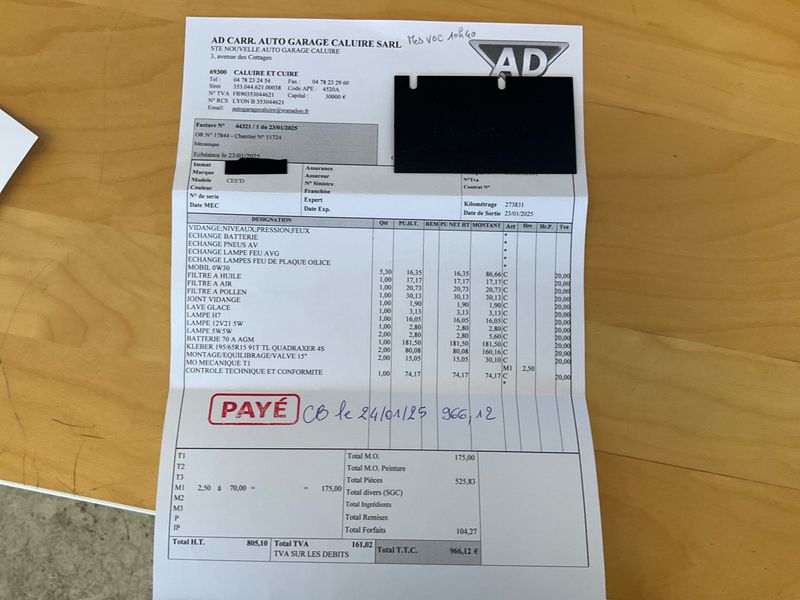 AD CARR. AUTO GARAGE CALUIRE SARL
STE NOUVELLE AUTO GARAGE CALUIRE
3, avenue des Cottages
Mes VOC 10h40
AD
69300 CALUIRE ET CUIRE
Tel : 04 78 23 24 54 Fax : 04 78 23 29 60
Siret 353.044.621.00038 Code APE : 4520A
N° TVA FR90353044621 Capital : 30000 €
N° RCS LYON B 353044621
Email: autogaragecaluire@wanadoo.fr
Facture N° 44321 / 1 du 23/01/2025
OR N° 17844 - Chantier N° 11724
Mécanique
Echéance le 23/01/2025
Immat Assurance
Marque Assureur N°Tva
Modele CEE'D N° Sinistre Contrat N°
Couleur Franchise
N° de serie Expert Kilométrage 273831
Date MEC Date Exp. Date de Sortie 23/01/2025
DESIGNATION Qté PU.H.T. REM PU NET HT MONTANT Act Hrs Hr.P. Tva
VIDANGE;NIVEAUX;PRESSION;FEUX *
ECHANGE BATTERIE *
ECHANGE PNEUS AV *
ECHANGE LAMPE FEU AVG *
ECHANGE LAMPES FEU DE PLAQUE OILICE *
MOBIL 0W30 5,30 16,35 16,35 86,66 C 20,00
FILTRE A HUILE 1,00 17,17 17,17 17,17 C 20,00
FILTRE A AIR 1,00 20,73 20,73 20,73 C 20,00
FILTRE A POLLEN 1,00 30,13 30,13 30,13 C 20,00
JOINT VIDANGE 1,00 1,90 1,90 1,90 C 20,00
LAVE GLACE 1,00 3,13 3,13 3,13 C 20,00
LAMPE H7 1,00 16,05 16,05 16,05 C 20,00
LAMPE 12V21 5W 1,00 2,80 2,80 2,80 C 20,00
LAMPE 5W5W 2,00 2,80 2,80 5,60 C 20,00
BATTERIE 70 A AGM 1,00 181,50 181,50 181,50 C 20,00
KLEBER 195/65R15 91T TL QUADRAXER 4S 2,00 80,08 80,08 160,16 C 20,00
MONTAGE/EQUILIBRAGE/VALVE 15" 2,00 15,05 15,05 30,10 C 20,00
MO MECANIQUE T1 M1 2,50 20,00
CONTROLE TECHNIQUE ET CONFORMITE 1,00 74,17 74,17 74,17 C 20,00
*
PAYÉ CB le 24/01/25 966,12
T1 Total M.O. 175,00
T2 Total M.O. Peinture
T3 Total Pièces 525,83
M1 2,50 à 70,00 = = 175,00 Total divers (SGC)
M2 Total Ingrédients
M3 Total Remises
P Total Forfaits 104,27
IP
Total H.T. 805,10 Total TVA 161,02 Total T.T.C. 966,12 €
TVA SUR LES DEBITS